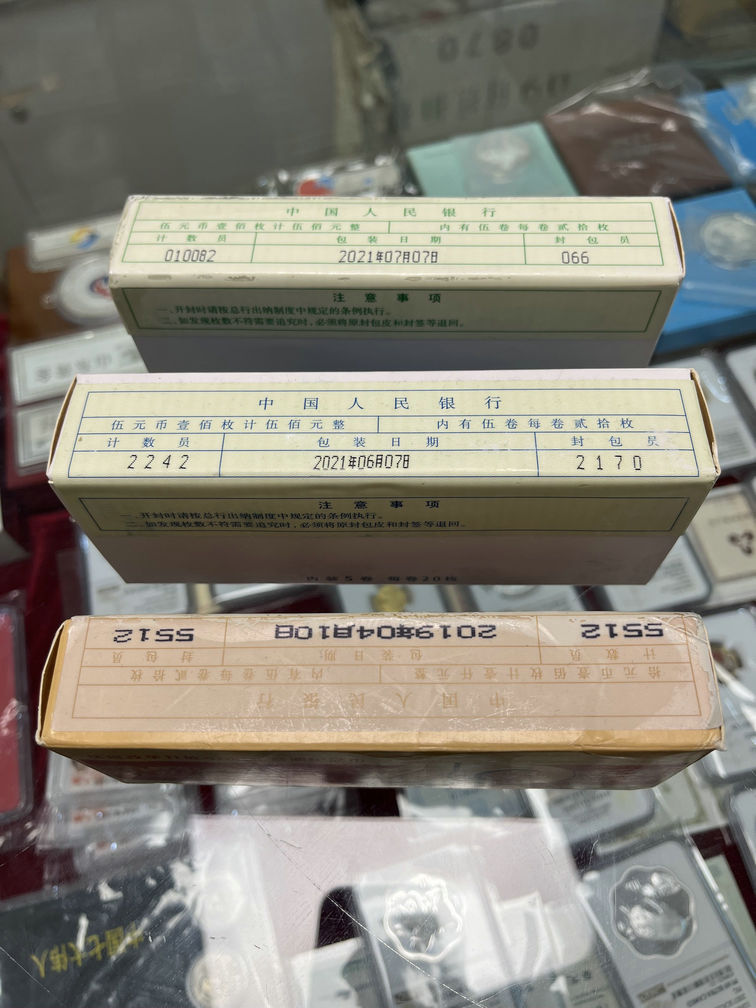 0870
中国人民银行
伍元币壹佰枚计伍佰元整 内有伍卷每卷贰拾枚
计数员 包装日期 封包员
010082 2021年07月07日 066
注意事项
一、开封时请按总行出纳制度中规定的条例执行。
二、如发现枚数不符需要追究时,必须将原封包皮和封签等退回。
中国人民银行
伍元币壹佰枚计伍佰元整 内有伍卷每卷贰拾枚
计数员 包装日期 封包员
2242 2021年06月07日 2170
注意事项
一、开封时请按总行出纳制度中规定的条例执行。
二、如发现枚数不符需要追究时,必须将原封包皮和封签等退回。
内装5卷 每卷20枚
中国人民银行
拾元币壹佰枚计壹仟元整 内有伍卷每卷贰拾枚
计数员 包装日期: 封包员
5512 2019年04月10日 5512
中国七大伟人